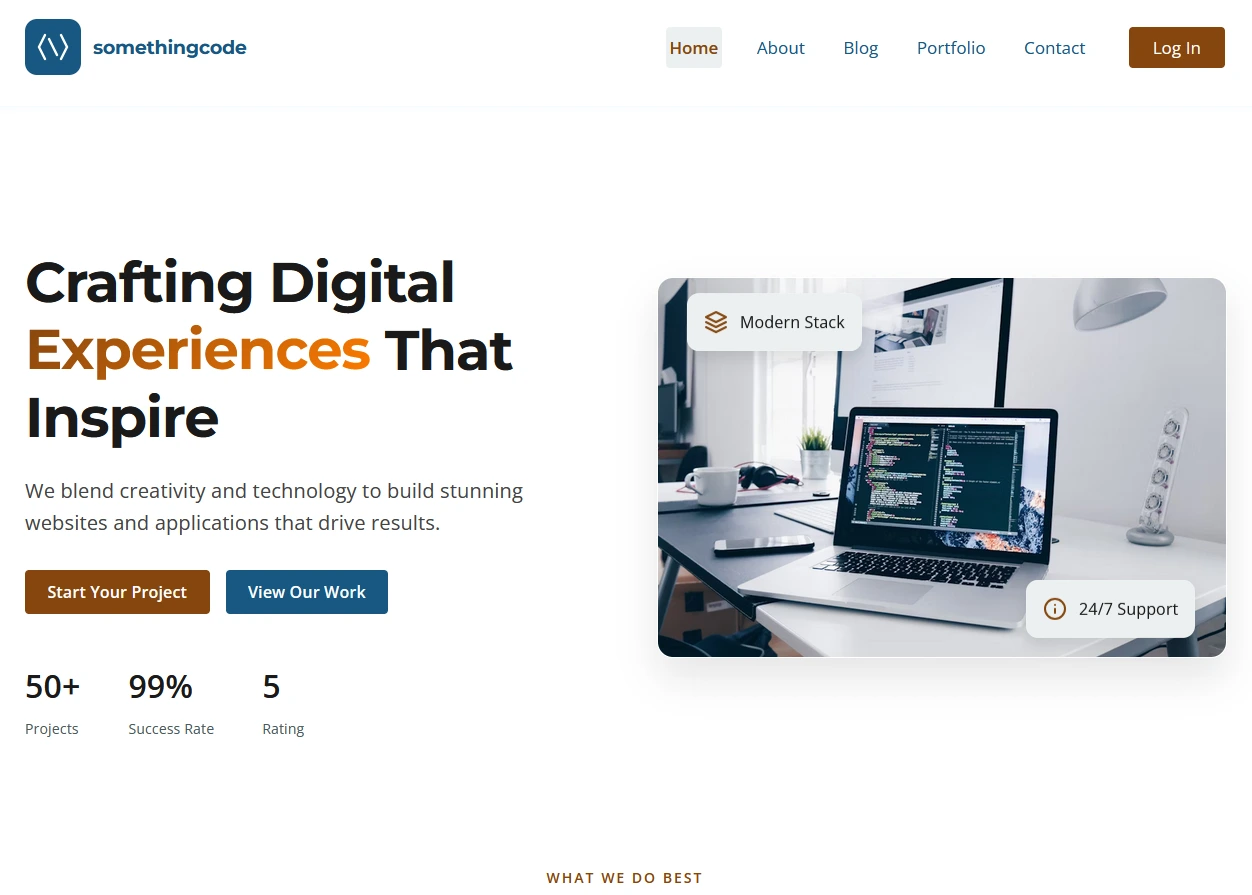 somethingcode
Home About Blog Portfolio Contact Log In
Crafting Digital
Experiences That
Inspire
Modern Stack
We blend creativity and technology to build stunning
websites and applications that drive results.
Start Your Project View Our Work
24/7 Support
50+ 99% 5
Projects Success Rate Rating
WHAT WE DO BEST